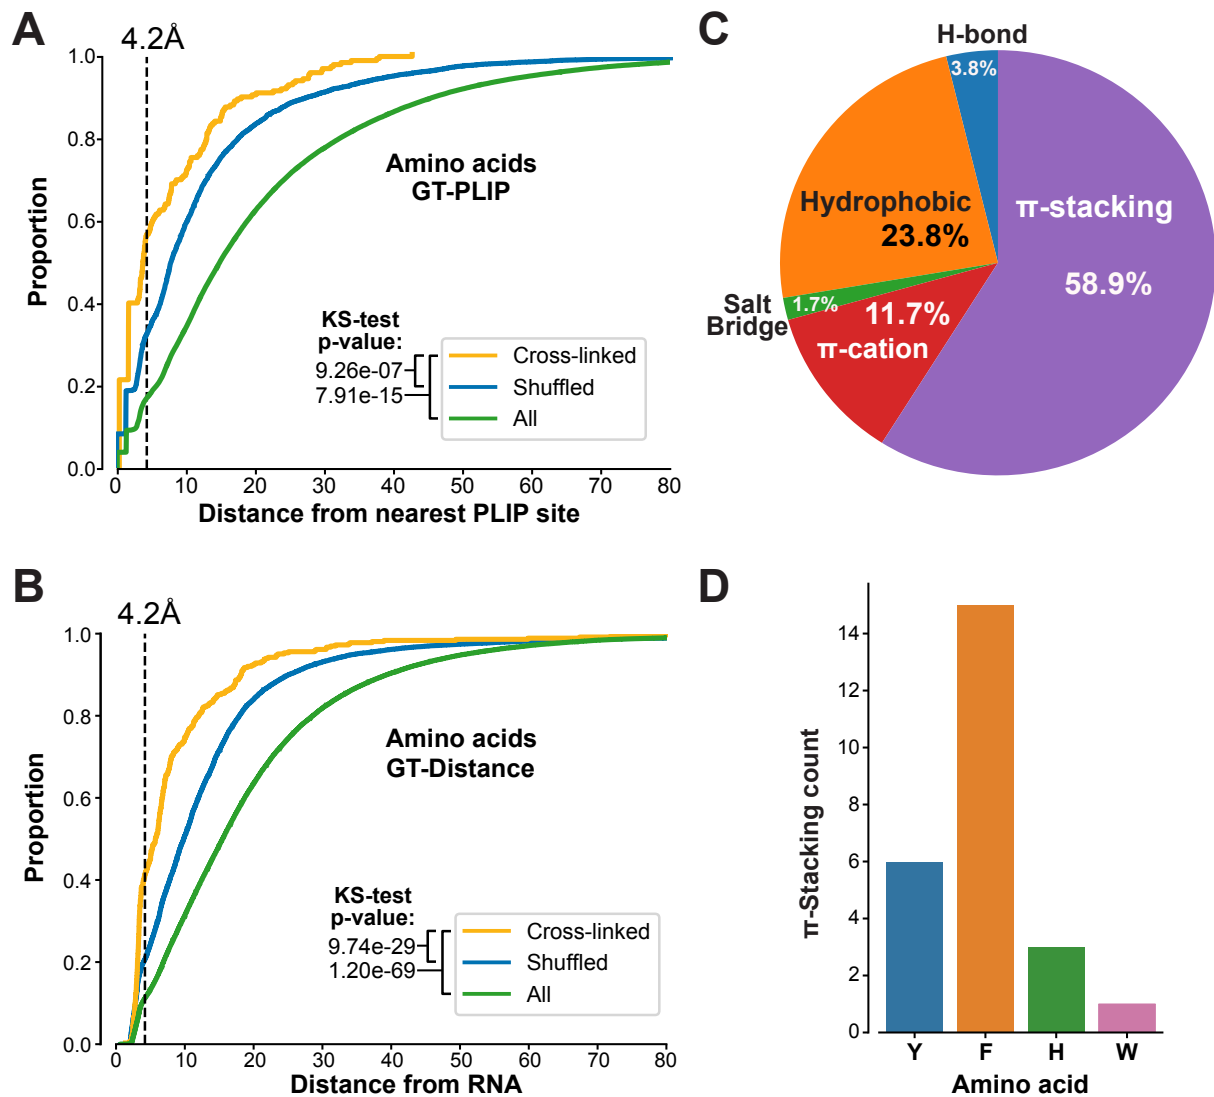 A
4.2Å
1.0
0.8
0.6
0.4
0.2
0.0
Proportion
Amino acids
GT-PLIP
KS-test
p-value:
9.26e-07
7.91e-15
Cross-linked
Shuffled
All
0 10 20 30 40 50 60 70 80
Distance from nearest PLIP site
B
4.2Å
1.0
0.8
0.6
0.4
0.2
0.0
Proportion
Amino acids
GT-Distance
KS-test
p-value:
9.74e-29
1.20e-69
Cross-linked
Shuffled
All
0 10 20 30 40 50 60 70 80
Distance from RNA
C
H-bond
3.8%
π-stacking
58.9%
Hydrophobic
23.8%
Salt
Bridge
1.7%
11.7%
π-cation
D
14
12
10
8
6
4
2
0
π-Stacking count
Y F H W
Amino acid